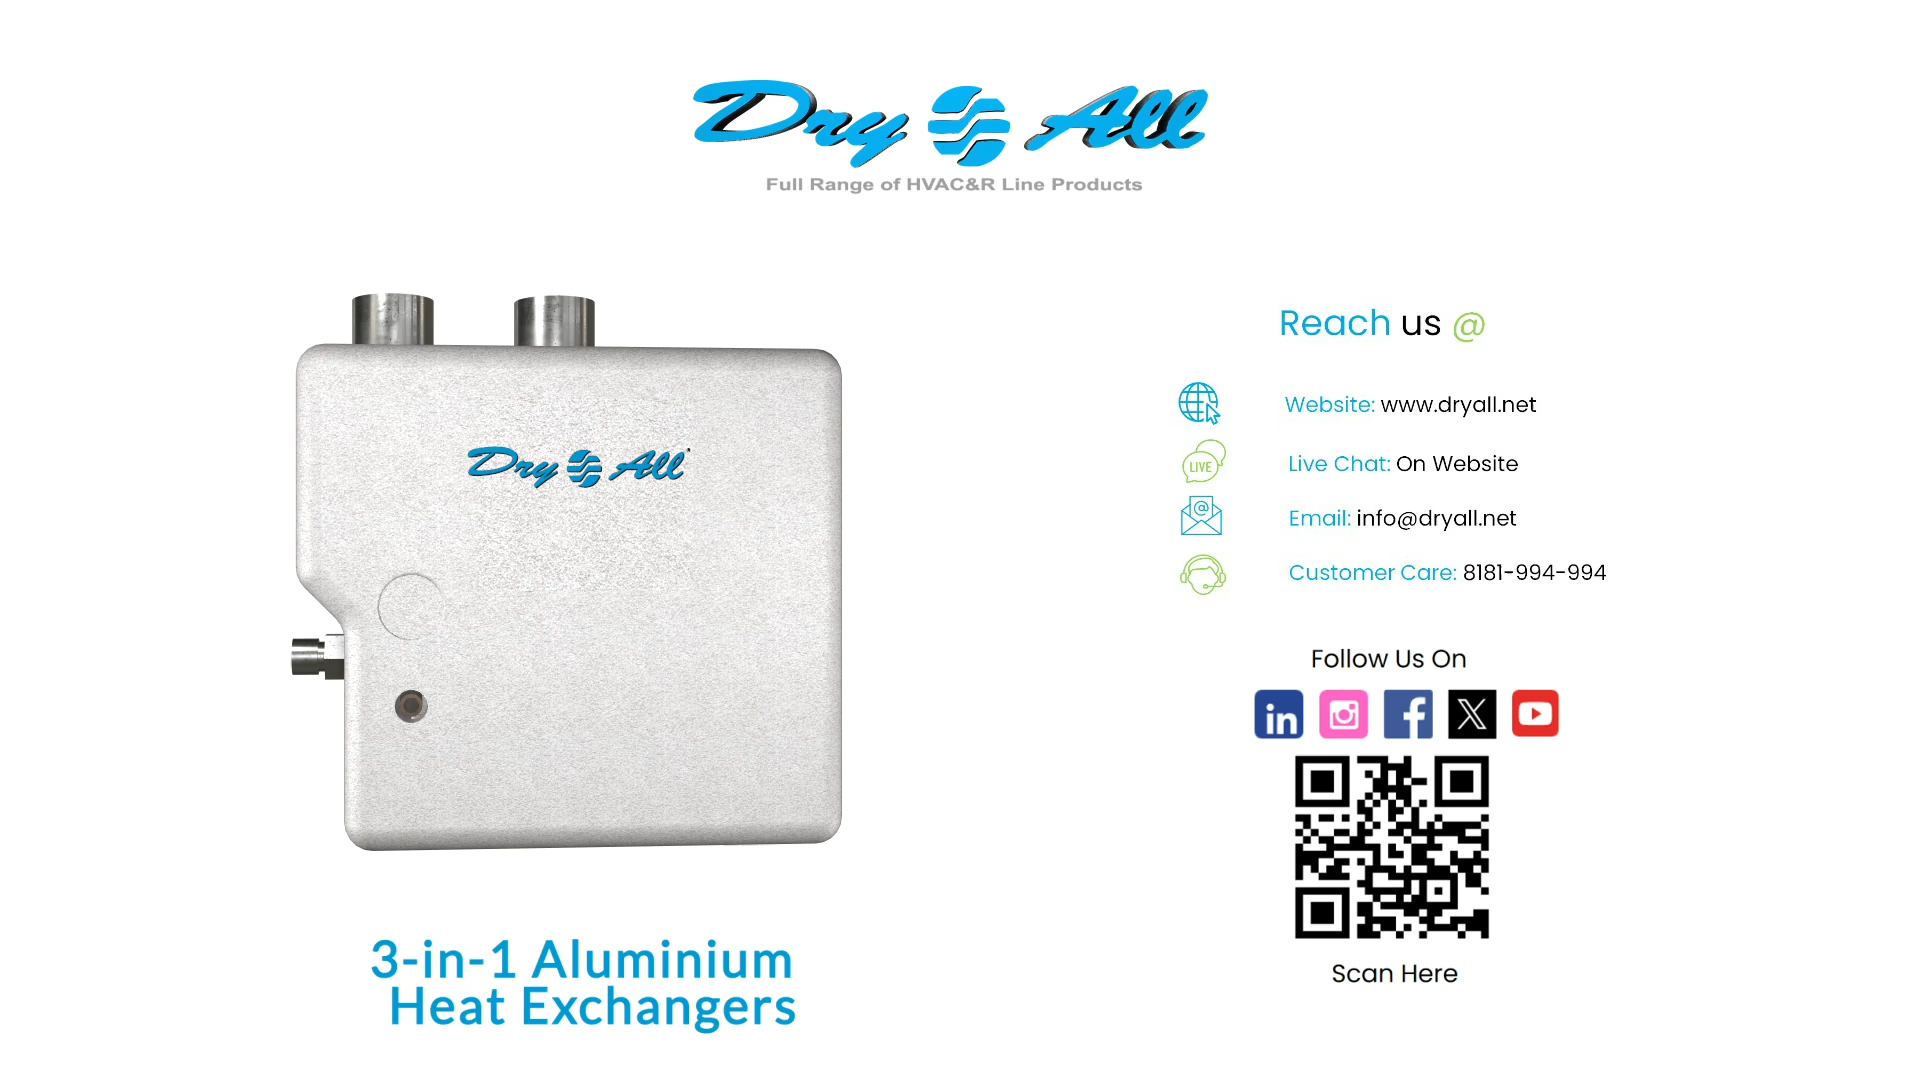 Dry All
Full Range of HVAC&R Line Products
Dry All
3-in-1 Aluminium
Heat Exchangers
Reach us @
Website: www.dryall.net
LIVE
Live Chat: On Website
@
Email: info@dryall.net
Customer Care: 8181-994-994
Follow Us On
in
f
X
Scan Here